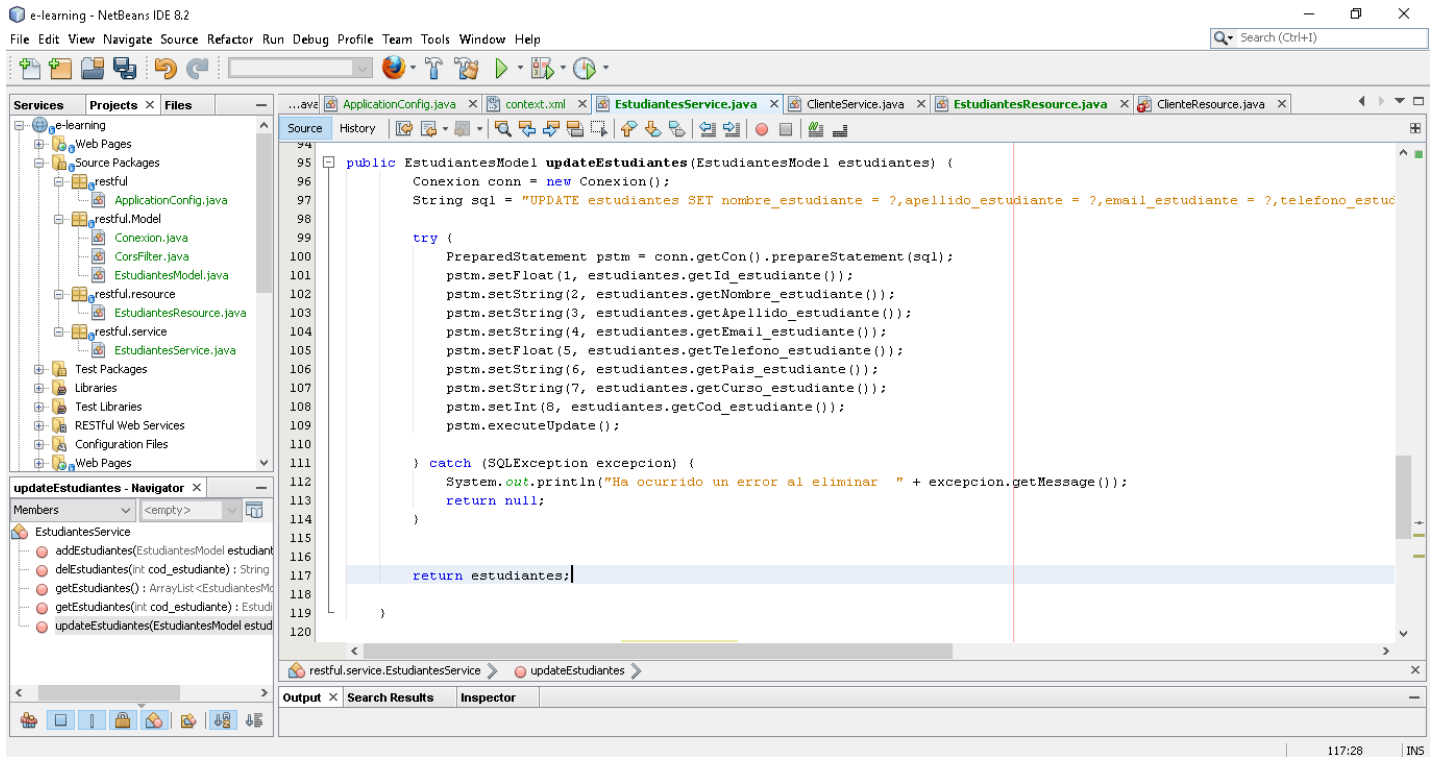 e-learning - NetBeans IDE 8.2
File Edit View Navigate Source Refactor Run Debug Profile Team Tools Window Help
Search (Ctrl+I)
Services Projects Files
...ave ApplicationConfig.java context.xml EstudiantesService.java ClienteService.java EstudiantesResource.java ClienteResource.java
Source History
e-learning
Web Pages
Source Packages
restful
ApplicationConfig.java
restful.Model
Conexion.java
CorsFilter.java
EstudiantesModel.java
restful.resource
EstudiantesResource.java
restful.service
EstudiantesService.java
Test Packages
Libraries
Test Libraries
RESTful Web Services
Configuration Files
Web Pages
94
95 public EstudiantesModel updateEstudiantes(EstudiantesModel estudiantes) {
96 Conexion conn = new Conexion();
97 String sql = "UPDATE estudiantes SET nombre_estudiante = ?,apellido_estudiante = ?,email_estudiante = ?,telefono_estud
98
99 try {
100 PreparedStatement pstm = conn.getCon().prepareStatement(sql);
101 pstm.setFloat(1, estudiantes.getId_estudiante());
102 pstm.setString(2, estudiantes.getNombre_estudiante());
103 pstm.setString(3, estudiantes.getApellido_estudiante());
104 pstm.setString(4, estudiantes.getEmail_estudiante());
105 pstm.setFloat(5, estudiantes.getTelefono_estudiante());
106 pstm.setString(6, estudiantes.getPais_estudiante());
107 pstm.setString(7, estudiantes.getCurso_estudiante());
108 pstm.setInt(8, estudiantes.getCod_estudiante());
109 pstm.executeUpdate();
110
111 } catch (SQLException excepcion) {
112 System.out.println("Ha ocurrido un error al eliminar  " + excepcion.getMessage());
113 return null;
114 }
115
116
117 return estudiantes;
118
119 }
120
updateEstudiantes - Navigator
Members <empty>
EstudiantesService
addEstudiantes(EstudiantesModel estudiant
delEstudiantes(int cod_estudiante) : String
getEstudiantes() : ArrayList<EstudiantesMo
getEstudiantes(int cod_estudiante) : Estudi
updateEstudiantes(EstudiantesModel estud
restful.service.EstudiantesService updateEstudiantes
Output Search Results Inspector
117:28 INS